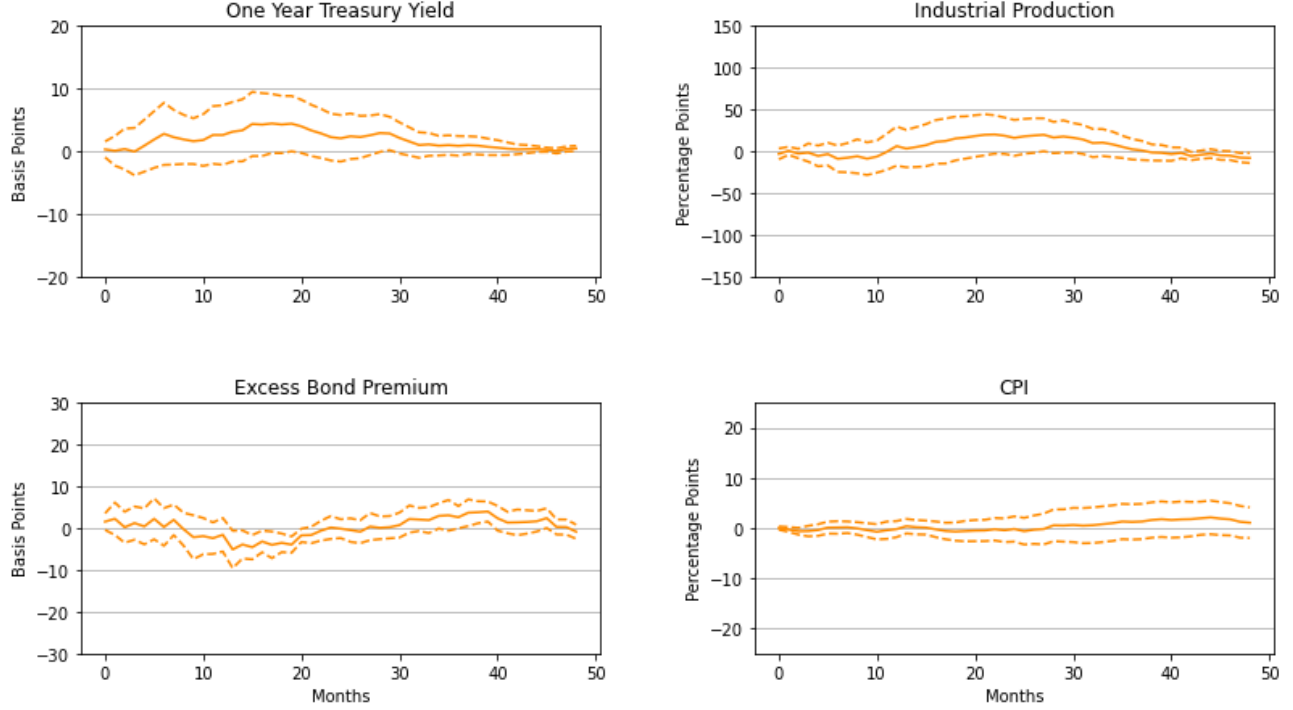 One Year Treasury Yield
Basis Points
20
10
0
−10
−20
0 10 20 30 40 50
Industrial Production
Percentage Points
150
100
50
0
−50
−100
−150
0 10 20 30 40 50
Excess Bond Premium
Basis Points
30
20
10
0
−10
−20
−30
0 10 20 30 40 50
Months
CPI
Percentage Points
20
10
0
−10
−20
0 10 20 30 40 50
Months